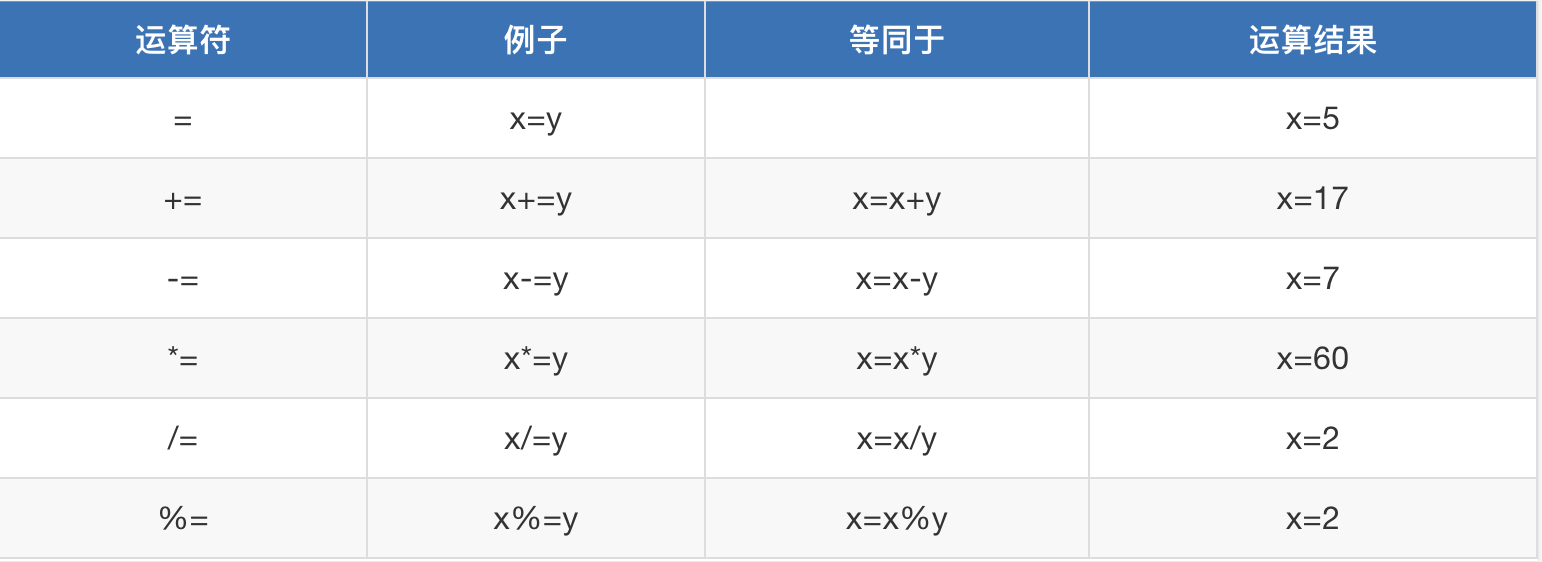 运算符 例子 等同于 运算结果
= x=y x=5
+= x+=y x=x+y x=17
-= x-=y x=x-y x=7
*= x*=y x=x*y x=60
/= x/=y x=x/y x=2
%= x%=y x=x%y x=2